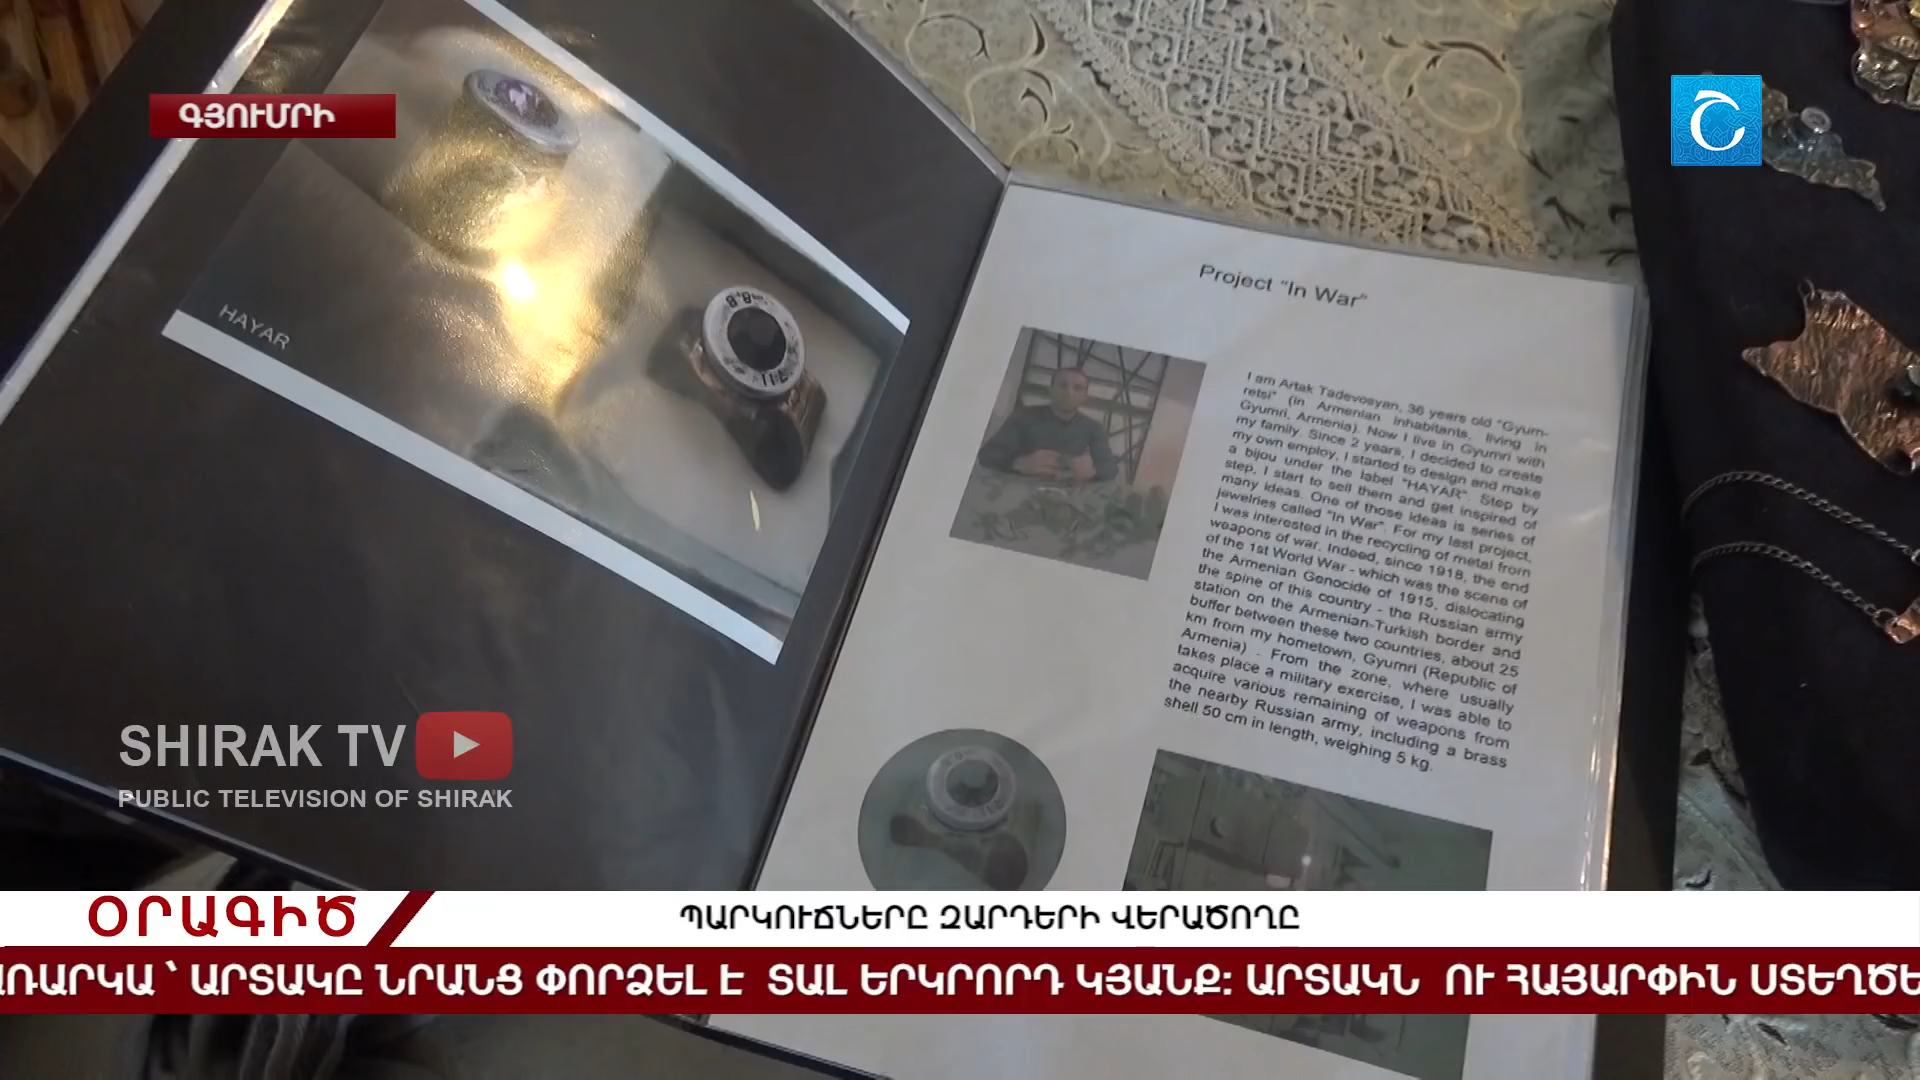 ԳՅՈՒՄՐԻ
HAYAR
Project "In War"
I am Artak Tadevosyan, 36 years old "Gyum-
retsi" (in Armenian inhabitants, living in
Gyumri, Armenia). Now I live in Gyumri with
my family. Since 2 years, I decided to create
my own employ, I started to design and make
a bijou under the label "HAYAR". Step by
step, I start to sell them and get inspired of
many ideas. One of those ideas is series of
jewelries called "In War". For my last project,
I was interested in the recycling of metal from
weapons of war. Indeed, since 1918, the end
of the 1st World War - which was the scene of
the Armenian Genocide of 1915, dislocating
the spine of this country - the Russian army
station on the Armenian-Turkish border and
buffer between these two countries, about 25
km from my hometown, Gyumri (Republic of
Armenia) - From the zone, where usually
takes place a military exercise, I was able to
acquire various remaining of weapons from
the nearby Russian army, including a brass
shell 50 cm in length, weighing 5 kg.
SHIRAK TV
PUBLIC TELEVISION OF SHIRAK
ՕՐԱԳԻԾ
ՊԱՐԿՈՒՃՆԵՐԸ ԶԱՐԴԵՐԻ ՎԵՐԱԾՈՂԸ
ԱՌԱՐԿԱ ՝ ԱՐՏԱԿԸ ՆՐԱՆՑ ՓՈՐՁԵԼ Է ՏԱԼ ԵՐԿՐՈՐԴ ԿՅԱՆՔ: ԱՐՏԱԿՆ ՈՒ ՀԱՅԱՐՓԻՆ ՍՏԵՂԾԵ